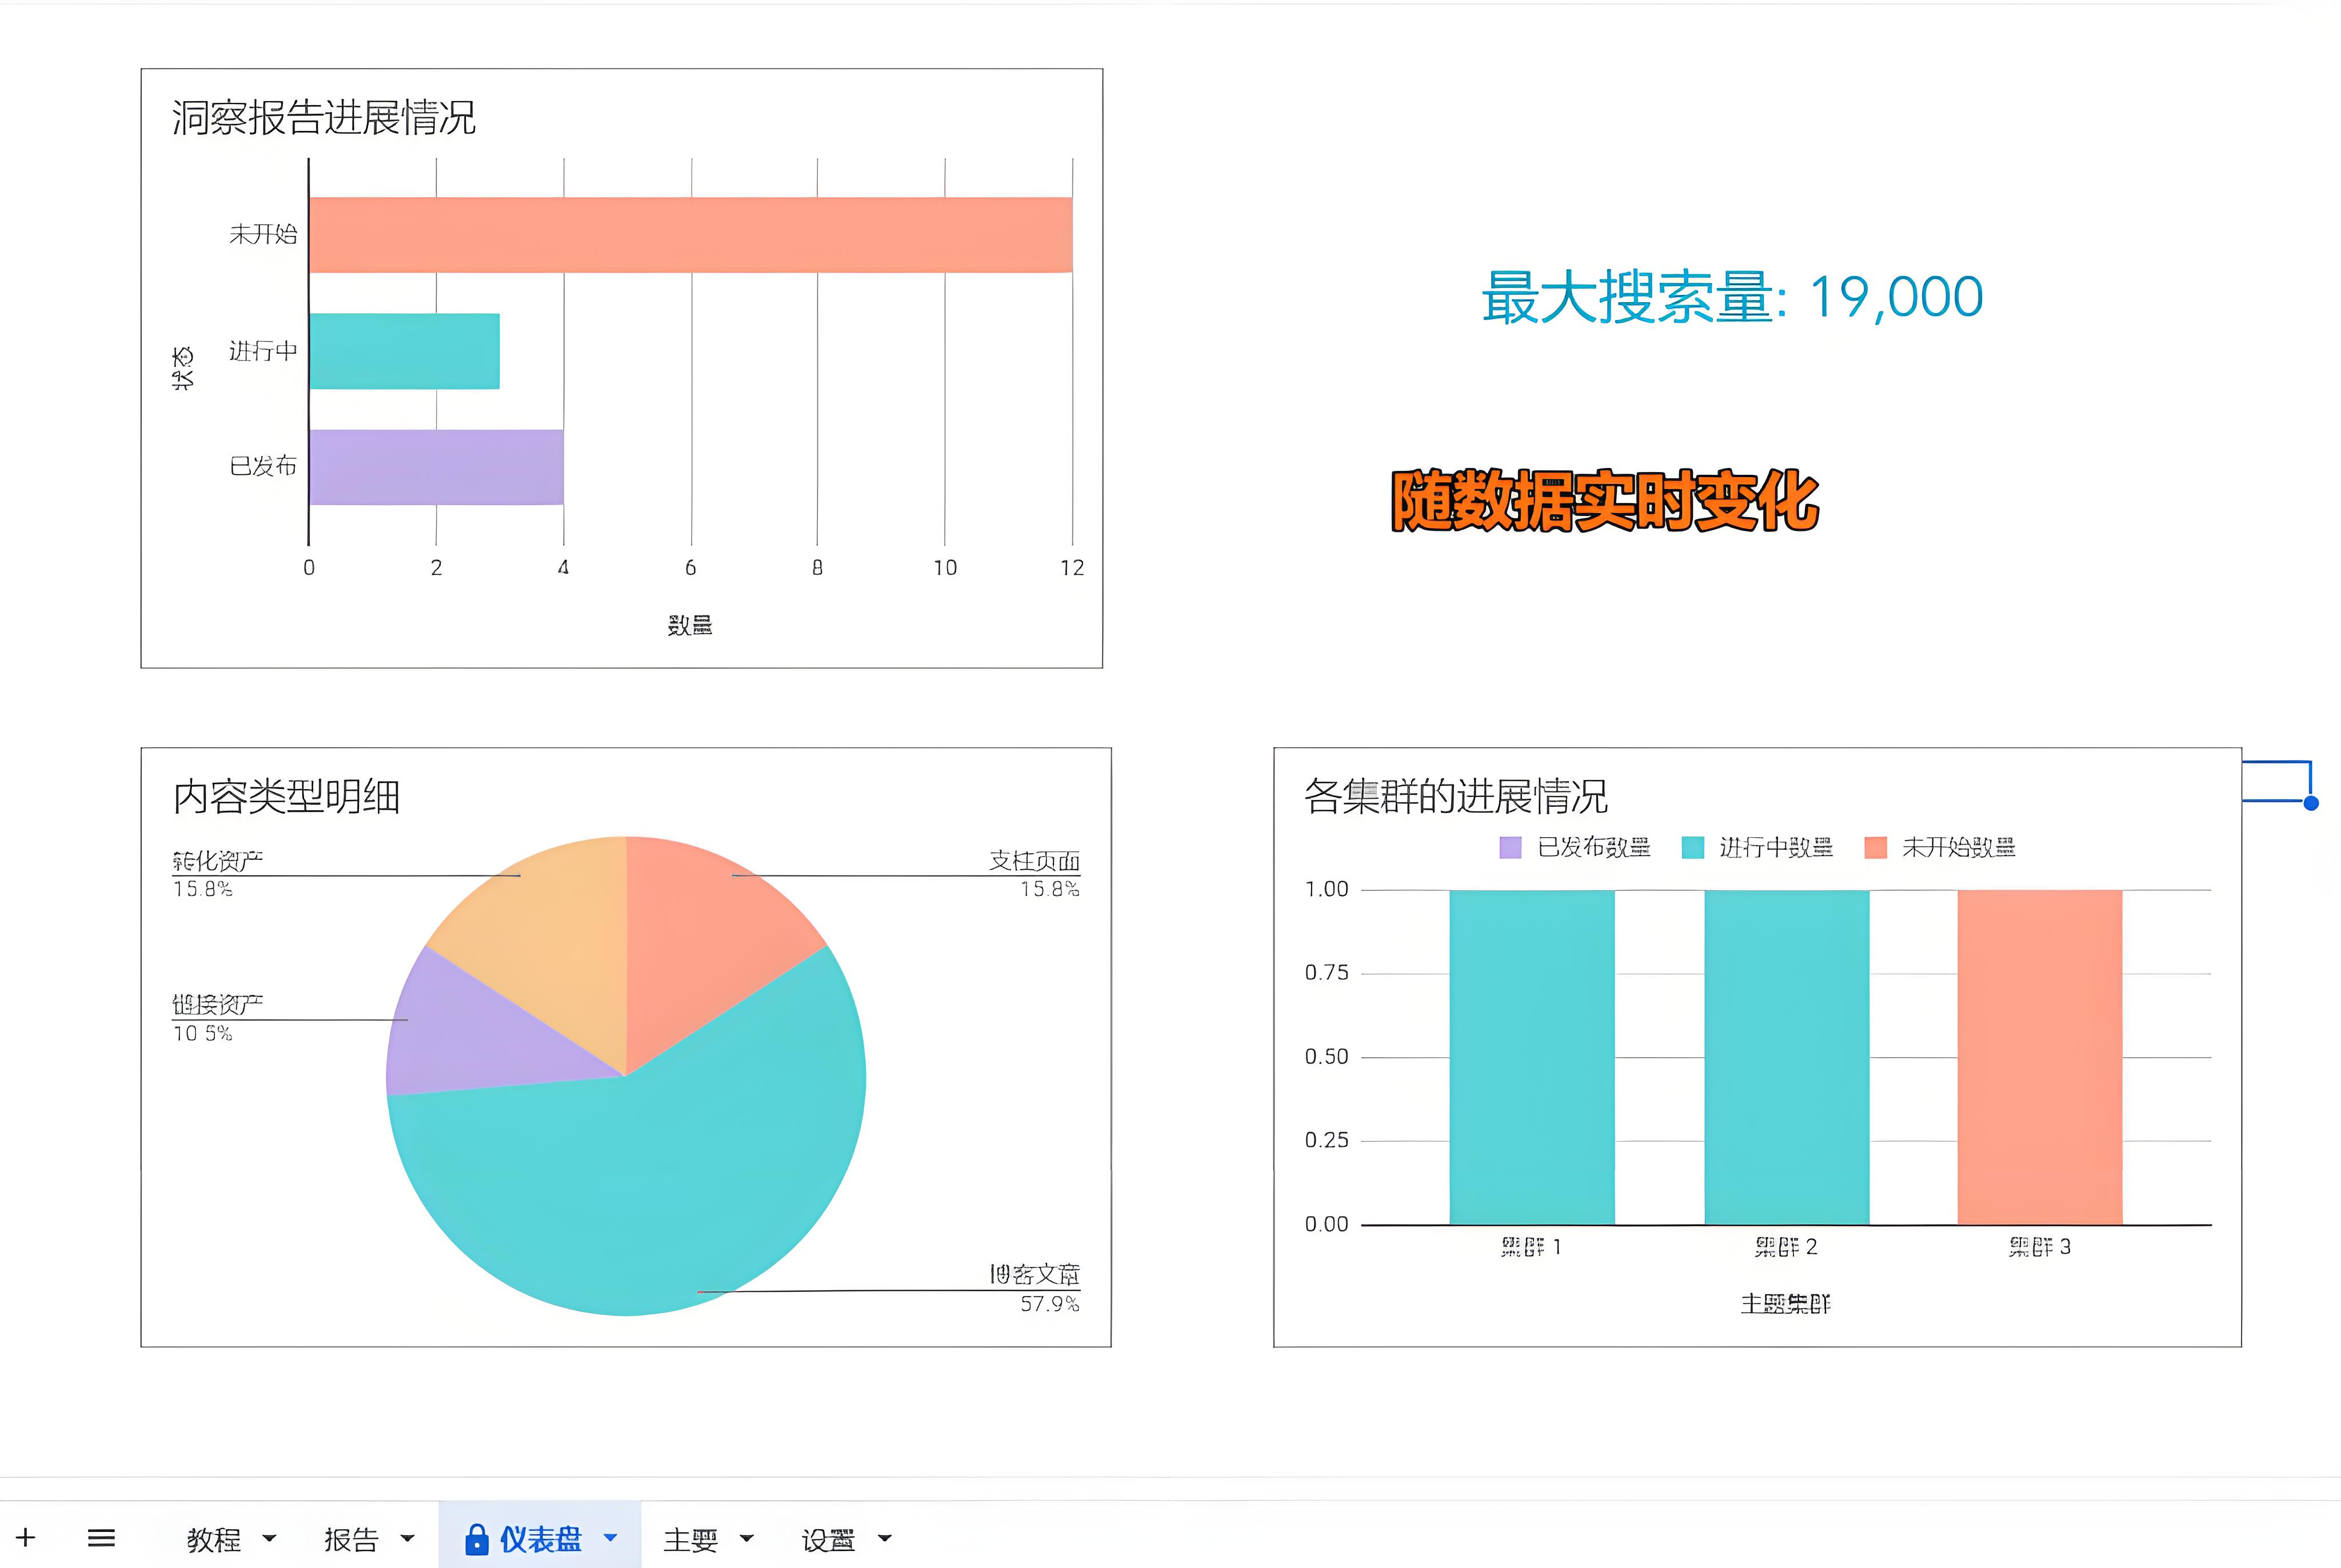 洞察报告进展情况
未开始
进行中
已发布
状态
0 2 4 6 8 10 12
数量
最大搜索量: 19,000
随数据实时变化
内容类型明细
转化资产
15.8%
支柱页面
15.8%
链接资产
10 5%
博客文章
57.9%
各集群的进展情况
已发布数量 进行中数量 未开始数量
1.00
0.75
0.50
0.25
0.00
集群 1 集群 2 集群 3
主题集群
教程 报告 仪表盘 主要 设置